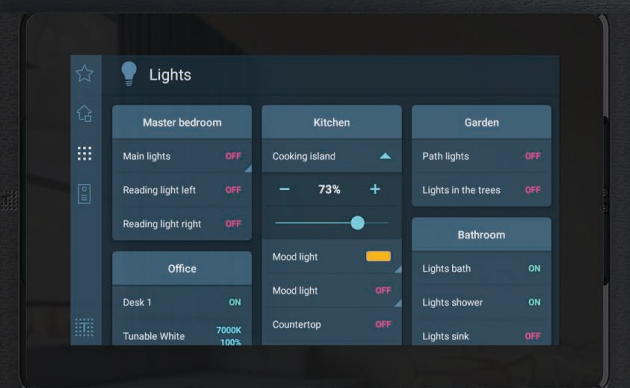 Lights
Master bedroom
Main lights OFF
Reading light left OFF
Reading light right OFF
Office
Desk 1 ON
Tunable White 7000K
100%
Kitchen
Cooking island
− 73% +
Mood light
Mood light OFF
Countertop OFF
Garden
Path lights OFF
Lights in the trees OFF
Bathroom
Lights bath ON
Lights shower ON
Lights sink OFF